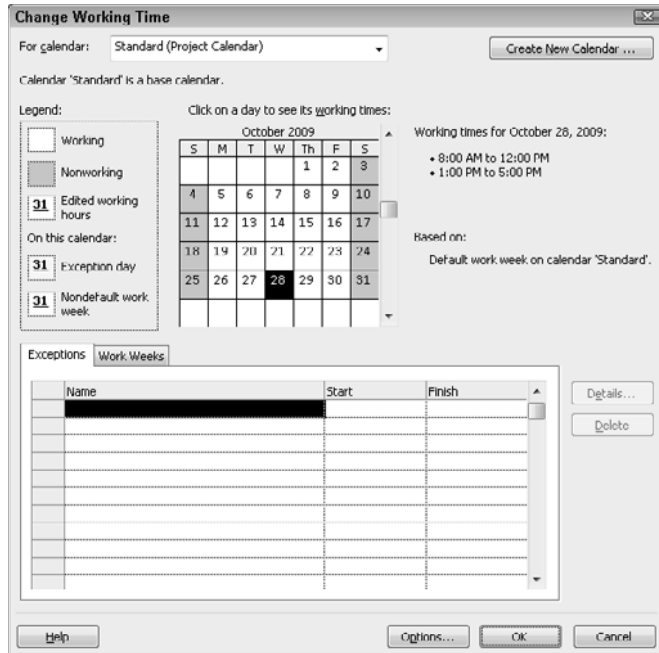 Change Working Time
For calendar: Standard (Project Calendar) Create New Calendar ...
Calendar 'Standard' is a base calendar.
Legend:
Working
Nonworking
31 Edited working hours
On this calendar:
31 Exception day
31 Nondefault work week
Click on a day to see its working times:
October 2009
S M T W Th F S
1 2 3
4 5 6 7 8 9 10
11 12 13 14 15 16 17
18 19 20 21 22 23 24
25 26 27 28 29 30 31
Working times for October 28, 2009:
• 8:00 AM to 12:00 PM
• 1:00 PM to 5:00 PM
Based on:
Default work week on calendar 'Standard'.
Exceptions Work Weeks
Name Start Finish
Details...
Delete
Help Options... OK Cancel